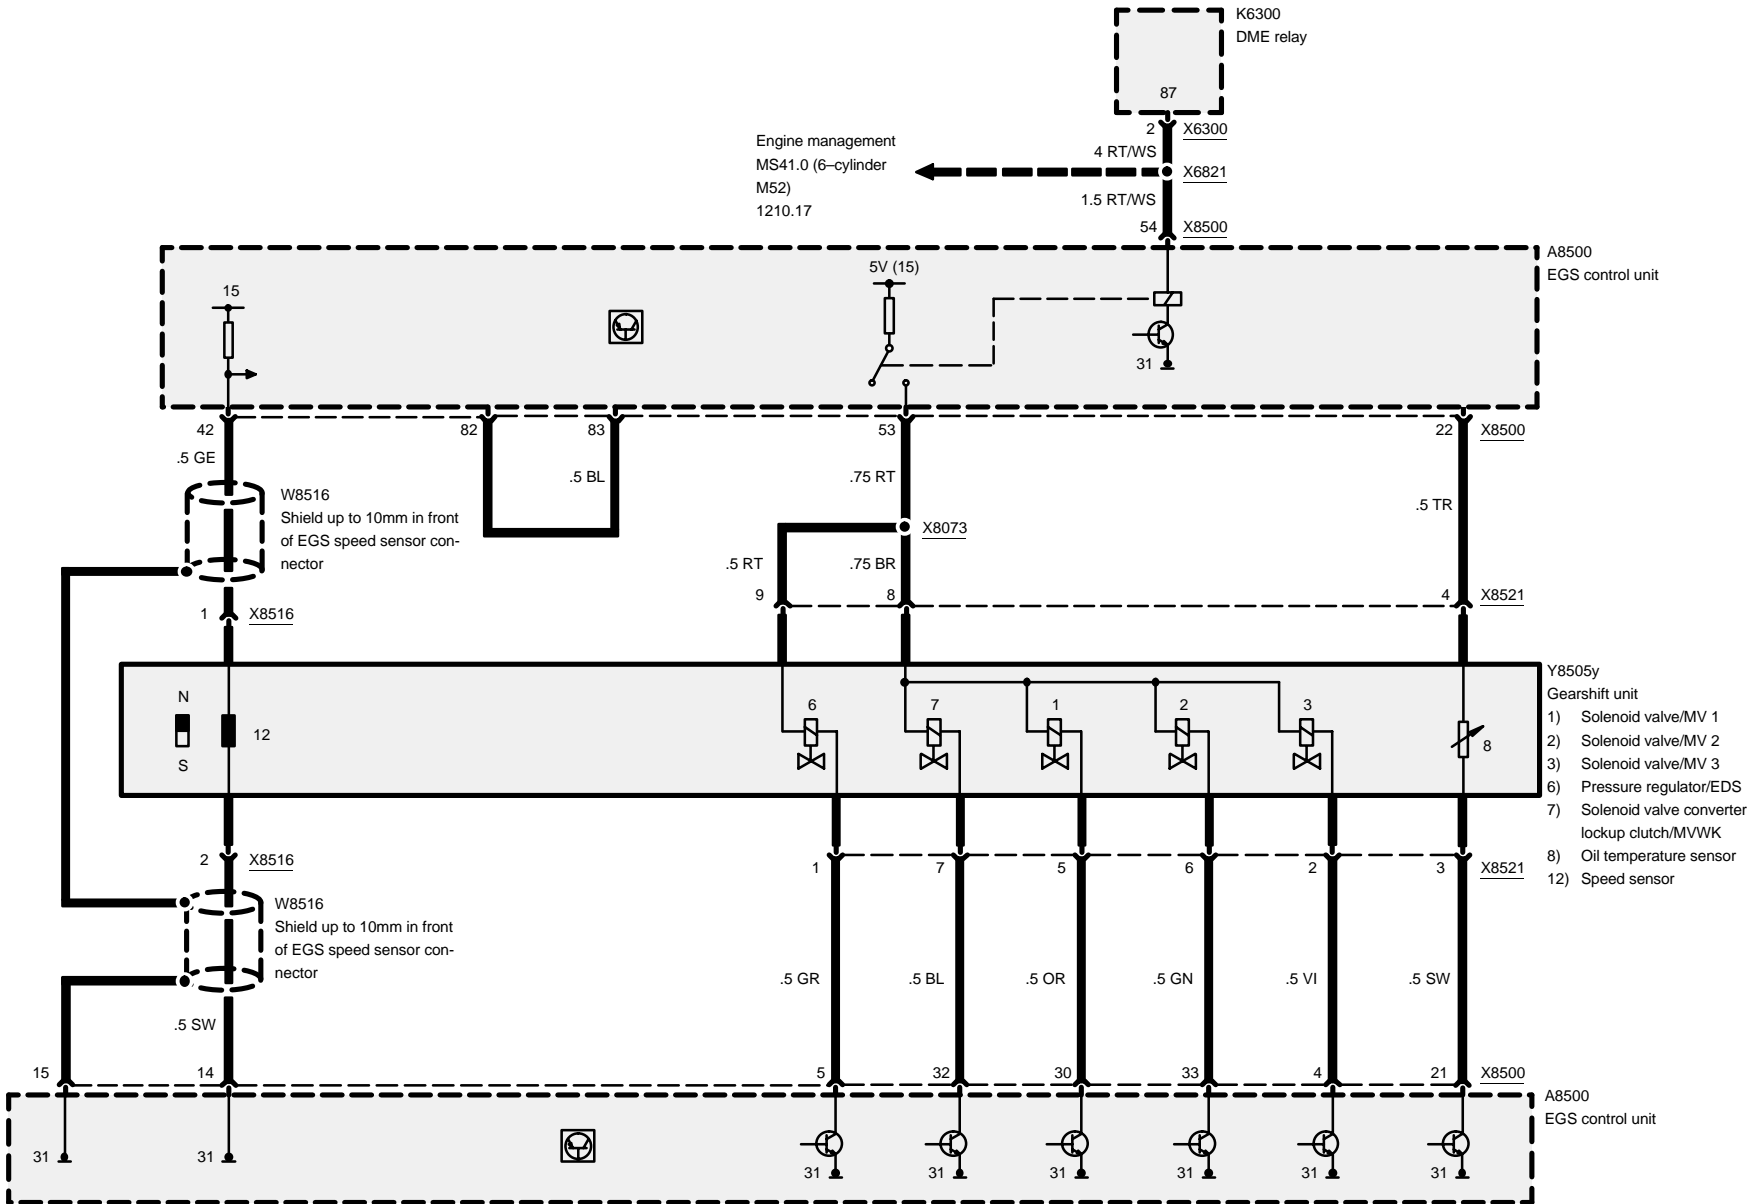 K6300
DME relay
87
2
X6300
Engine management
MS41.0 (6–cylinder
M52)
1210.17
4 RT/WS
X6821
1.5 RT/WS
54
X8500
A8500
EGS control unit
15
5V (15)
31
42
82
83
53
22
X8500
.5 GE
.5 BL
.75 RT
.5 TR
W8516
Shield up to 10mm in front
of EGS speed sensor con-
nector
X8073
.5 RT
.75 BR
9
8
4
X8521
1
X8516
Y8505y
Gearshift unit
1) Solenoid valve/MV 1
2) Solenoid valve/MV 2
3) Solenoid valve/MV 3
6) Pressure regulator/EDS
7) Solenoid valve converter
lockup clutch/MVWK
8) Oil temperature sensor
12) Speed sensor
N
S
12
6
7
1
2
3
8
2
X8516
1
7
5
6
2
3
X8521
W8516
Shield up to 10mm in front
of EGS speed sensor con-
nector
.5 GR
.5 BL
.5 OR
.5 GN
.5 VI
.5 SW
.5 SW
15
14
5
32
30
33
4
21
X8500
A8500
EGS control unit
31
31
31
31
31
31
31
31